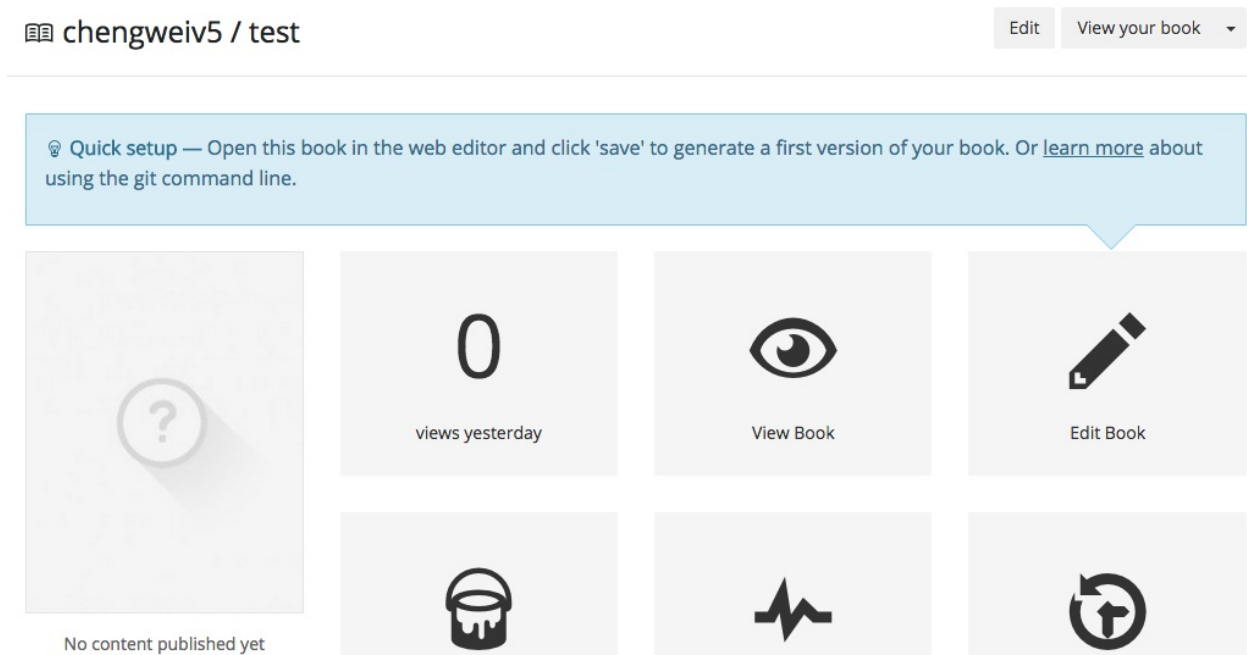 chengweiv5 / test
Edit
View your book
Quick setup — Open this book in the web editor and click 'save' to generate a first version of your book. Or learn more about
using the git command line.
0
views yesterday
View Book
Edit Book
No content published yet